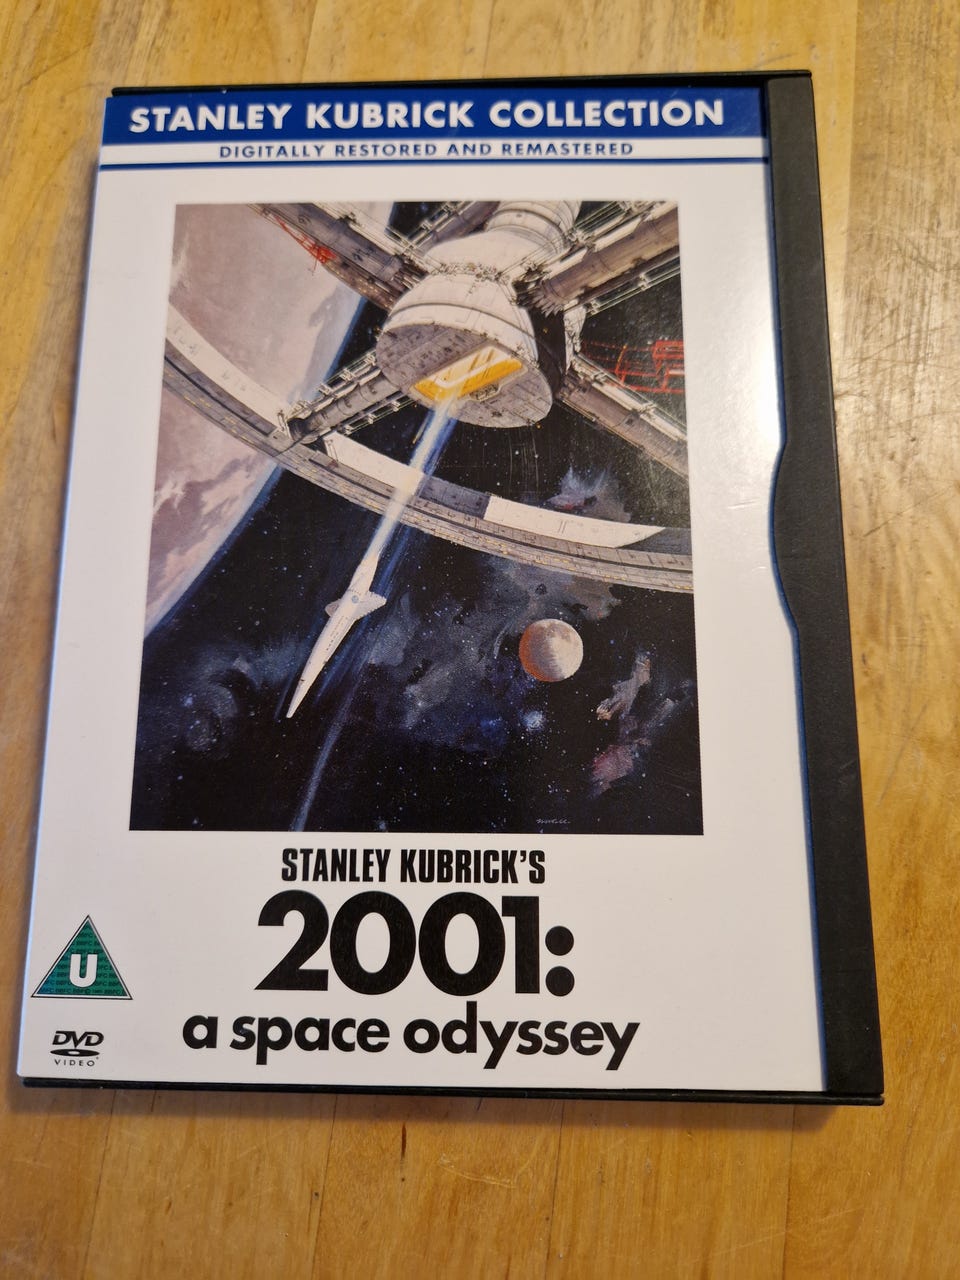 STANLEY KUBRICK COLLECTION
DIGITALLY RESTORED AND REMASTERED
STANLEY KUBRICK'S
2001:
a space odyssey
U
DVD
VIDEO